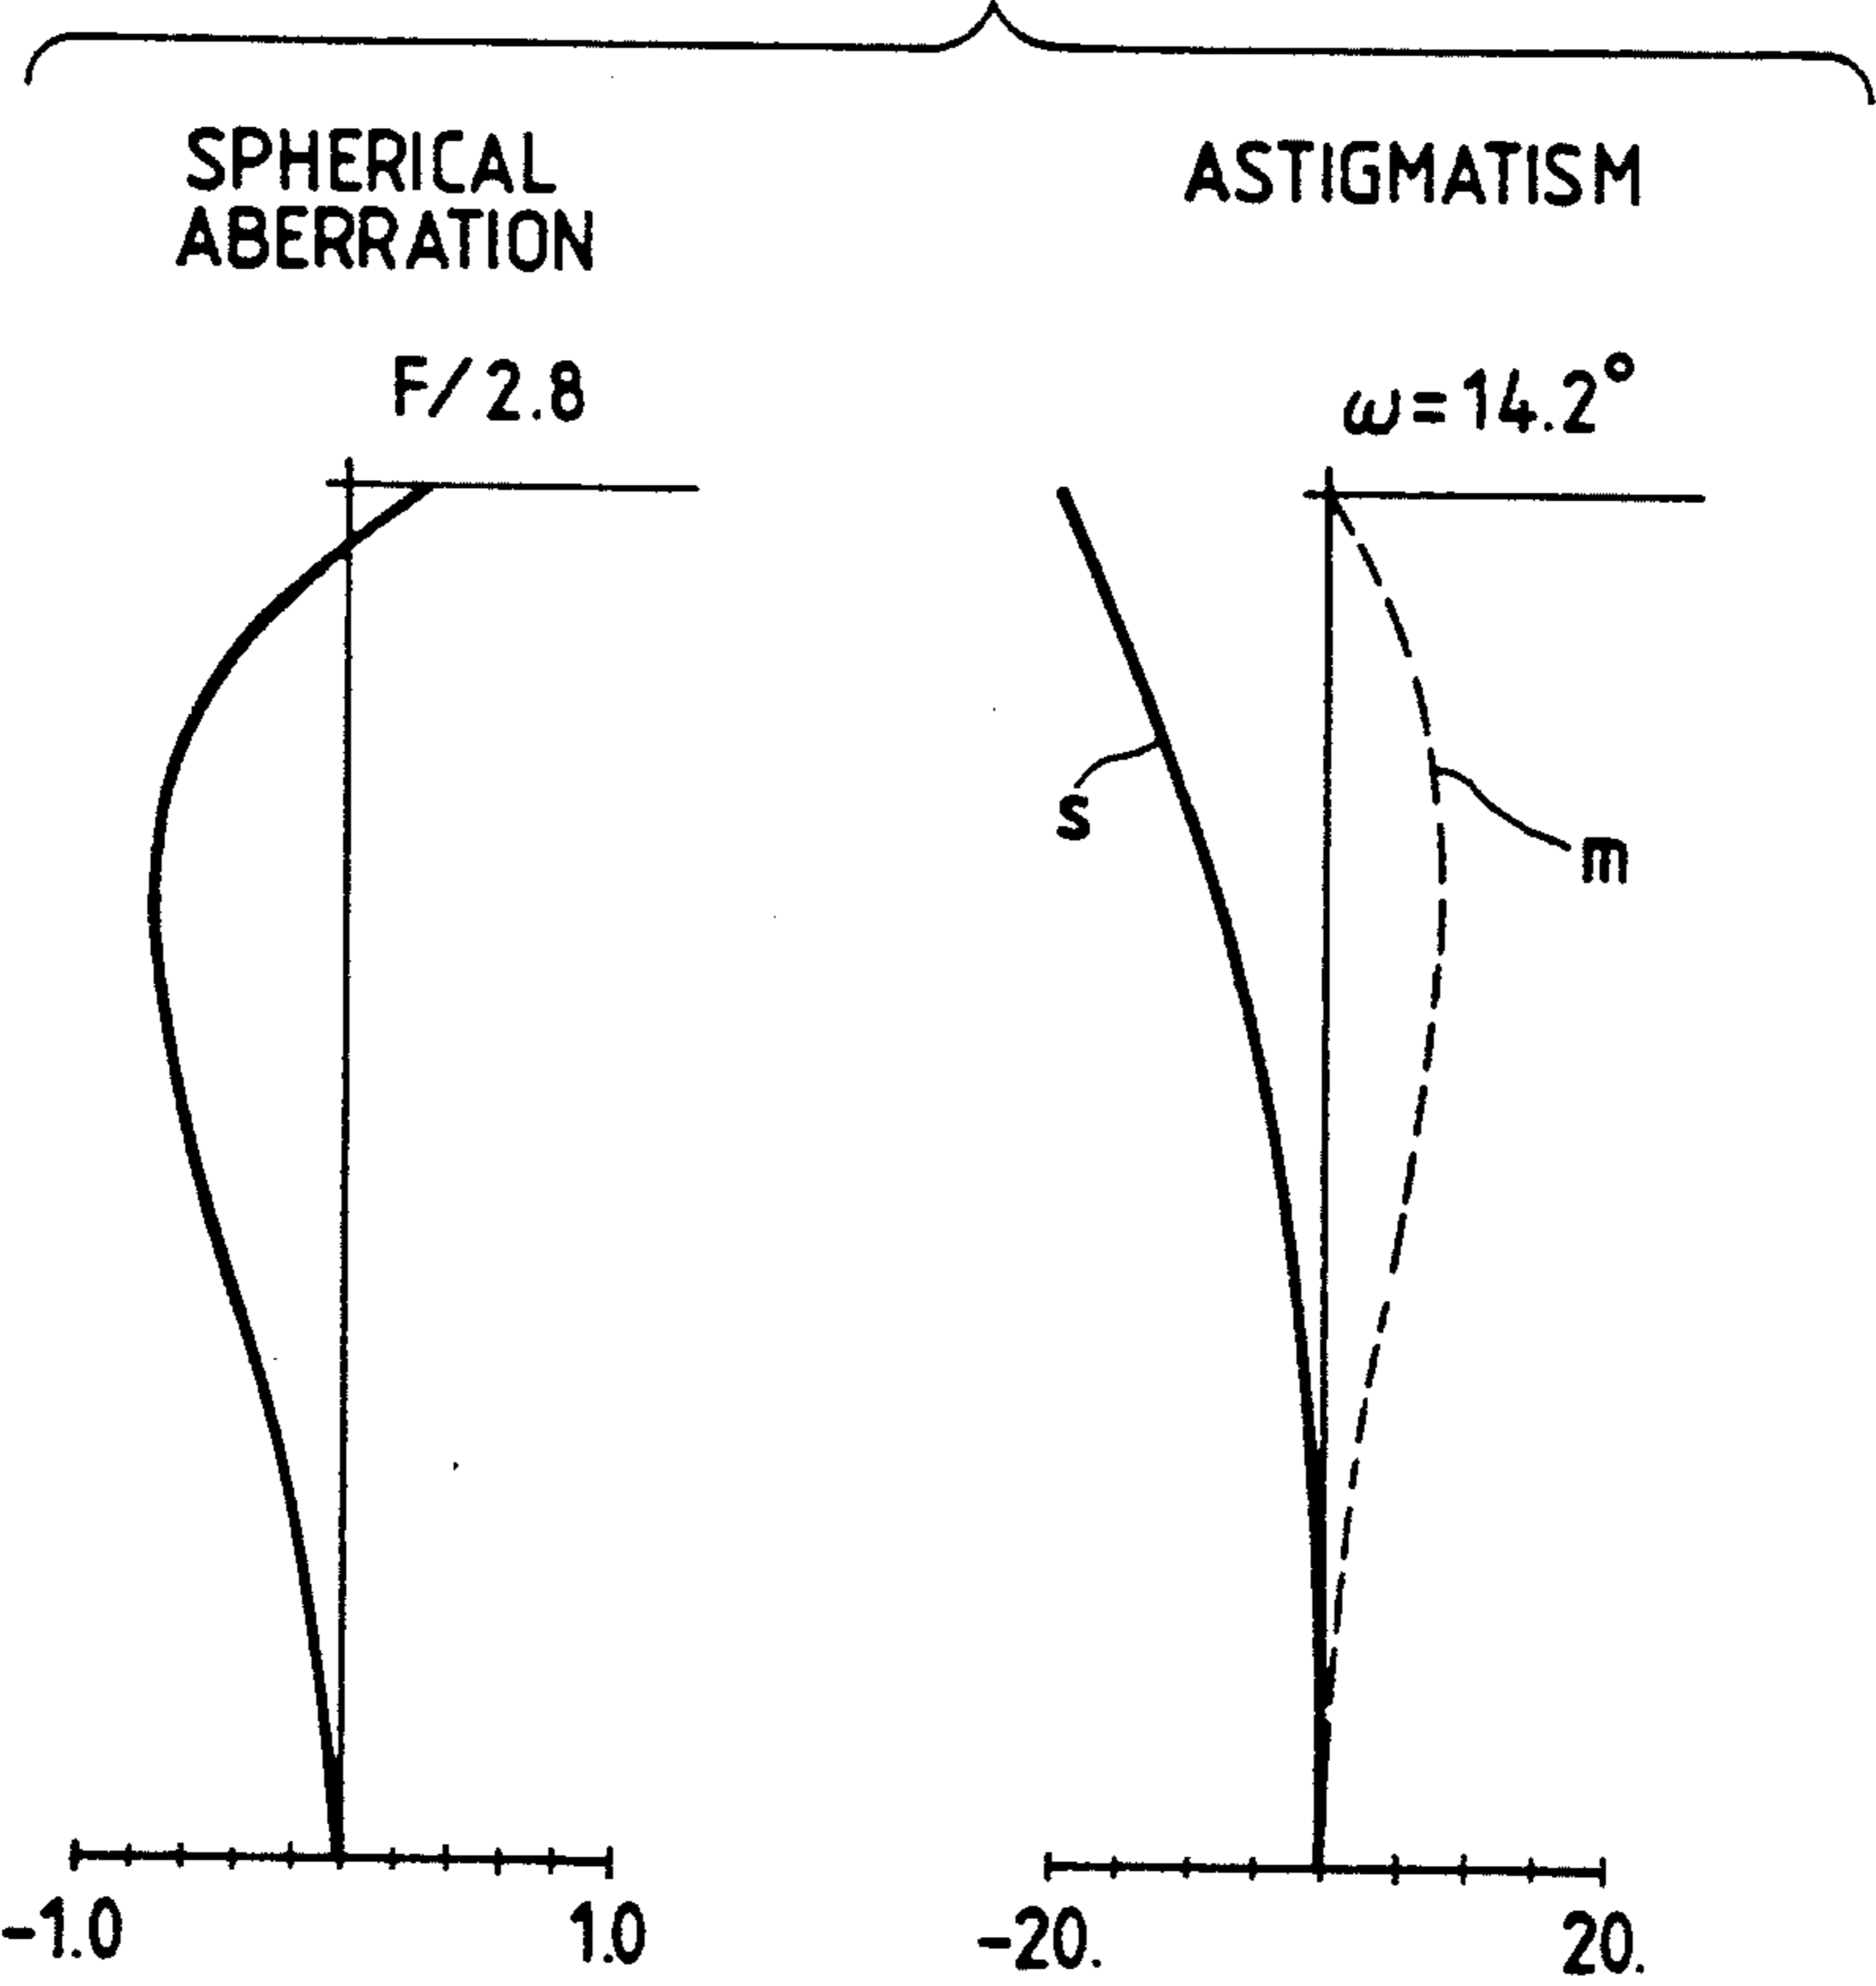 SPHERICAL
ABERRATION
F/2.8
-1.0
1.0
ASTIGMATISM
ω=14.2°
s
m
-20.
20.